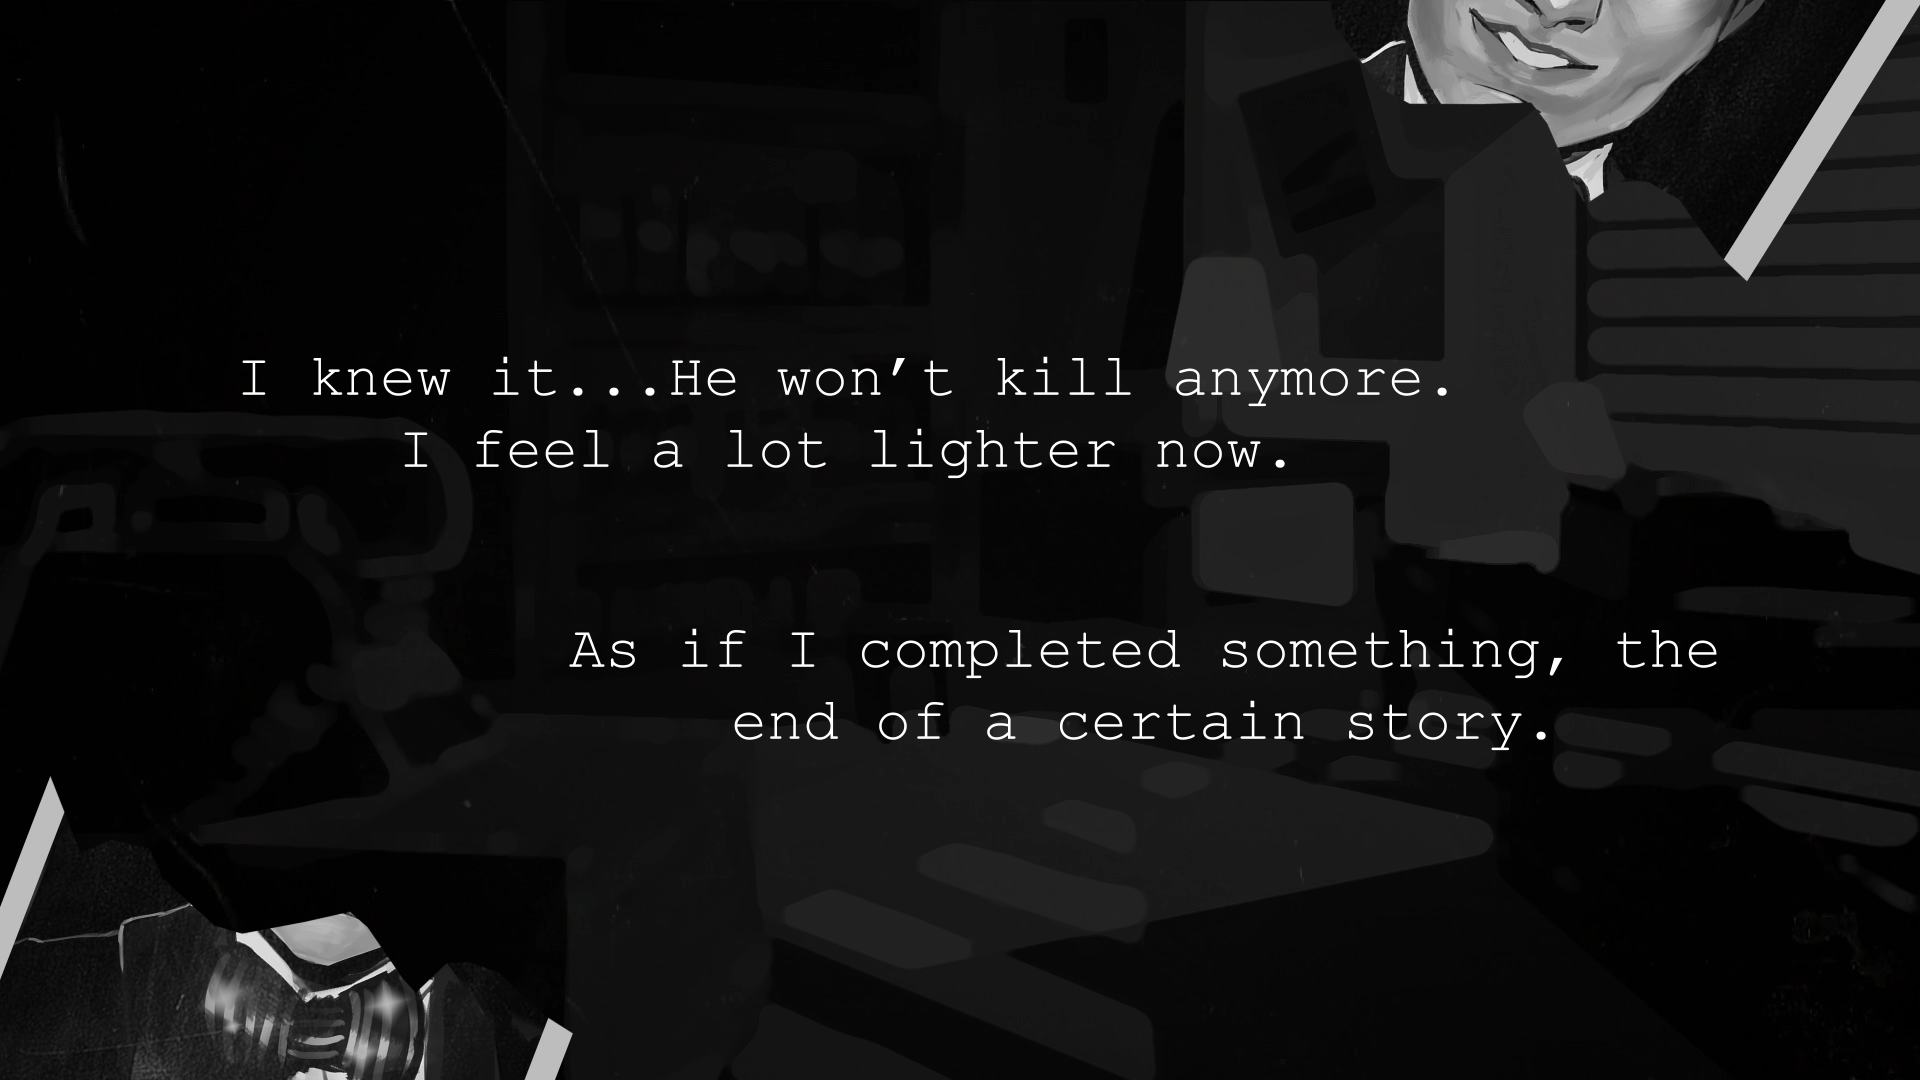 I knew it...He won’t kill anymore.
I feel a lot lighter now.
As if I completed something, the
end of a certain story.